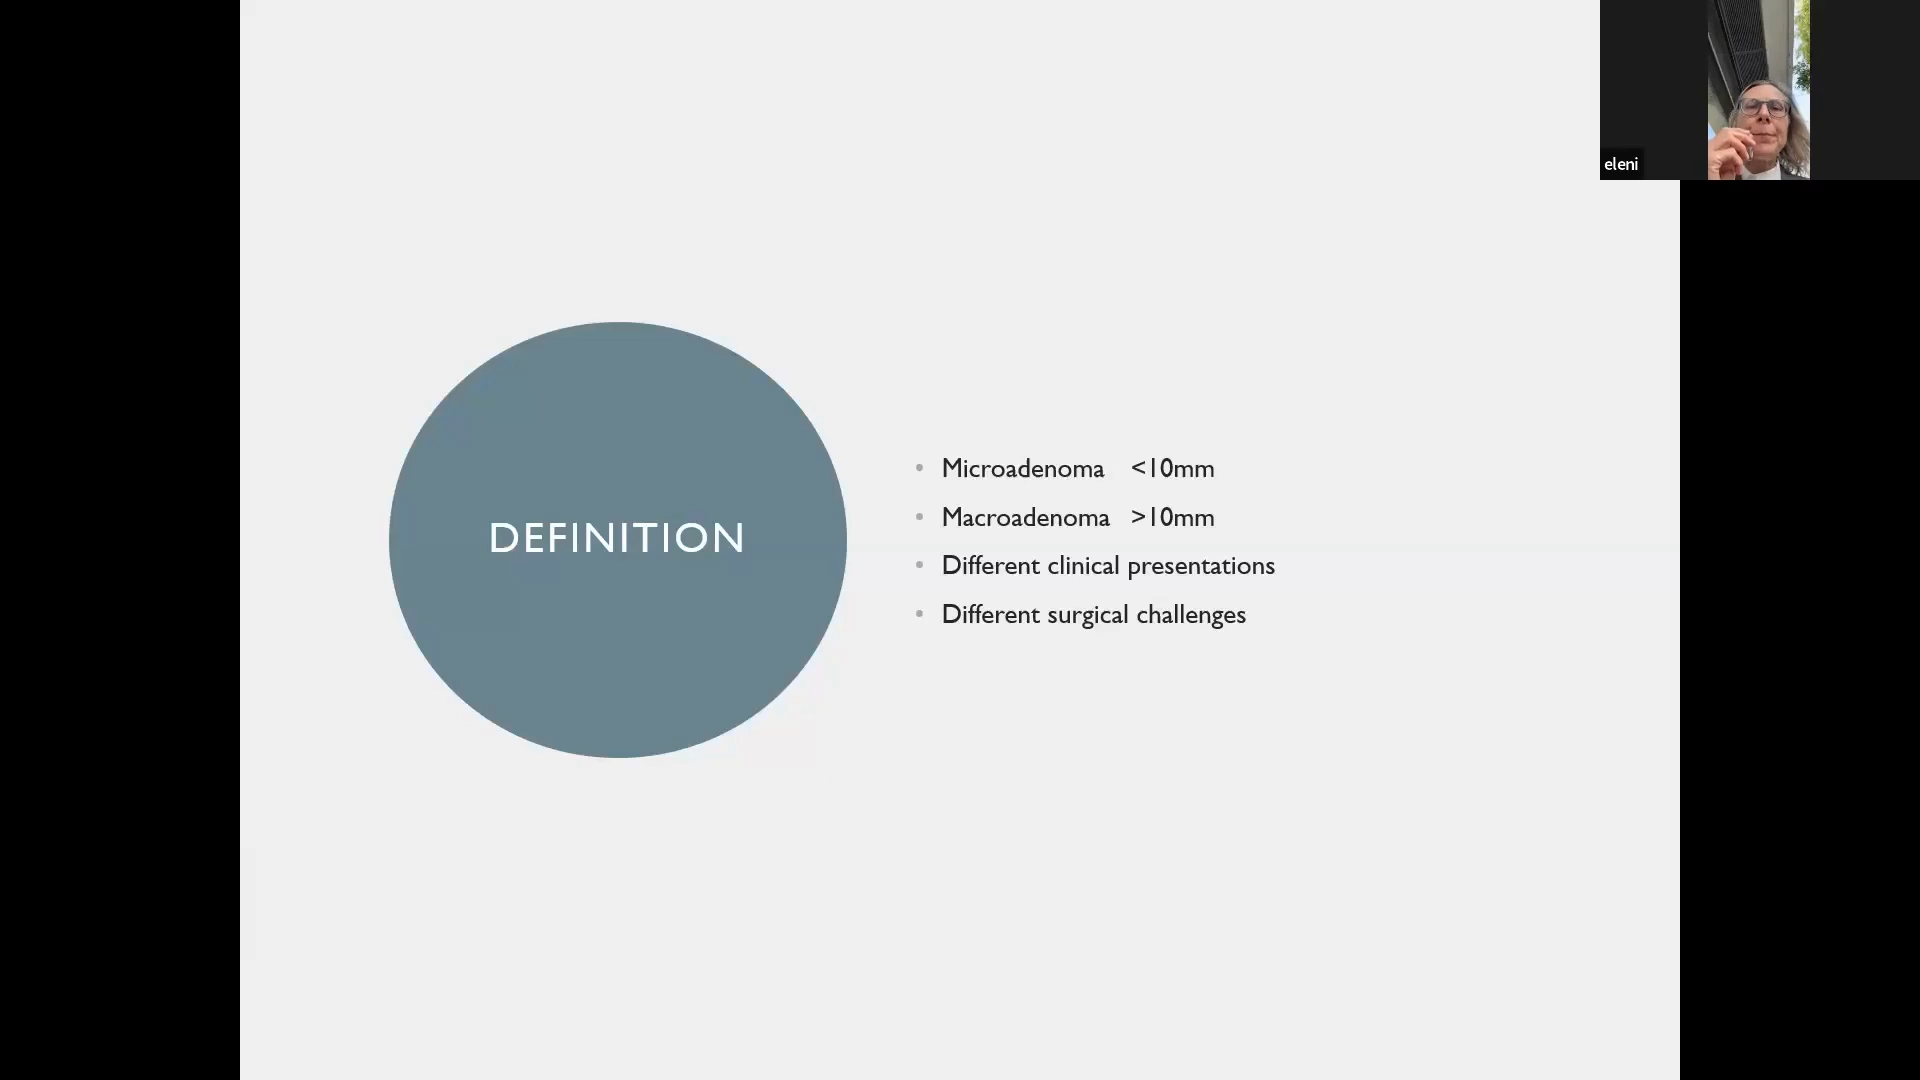 eleni
DEFINITION
Microadenoma <10mm
Macroadenoma >10mm
Different clinical presentations
Different surgical challenges